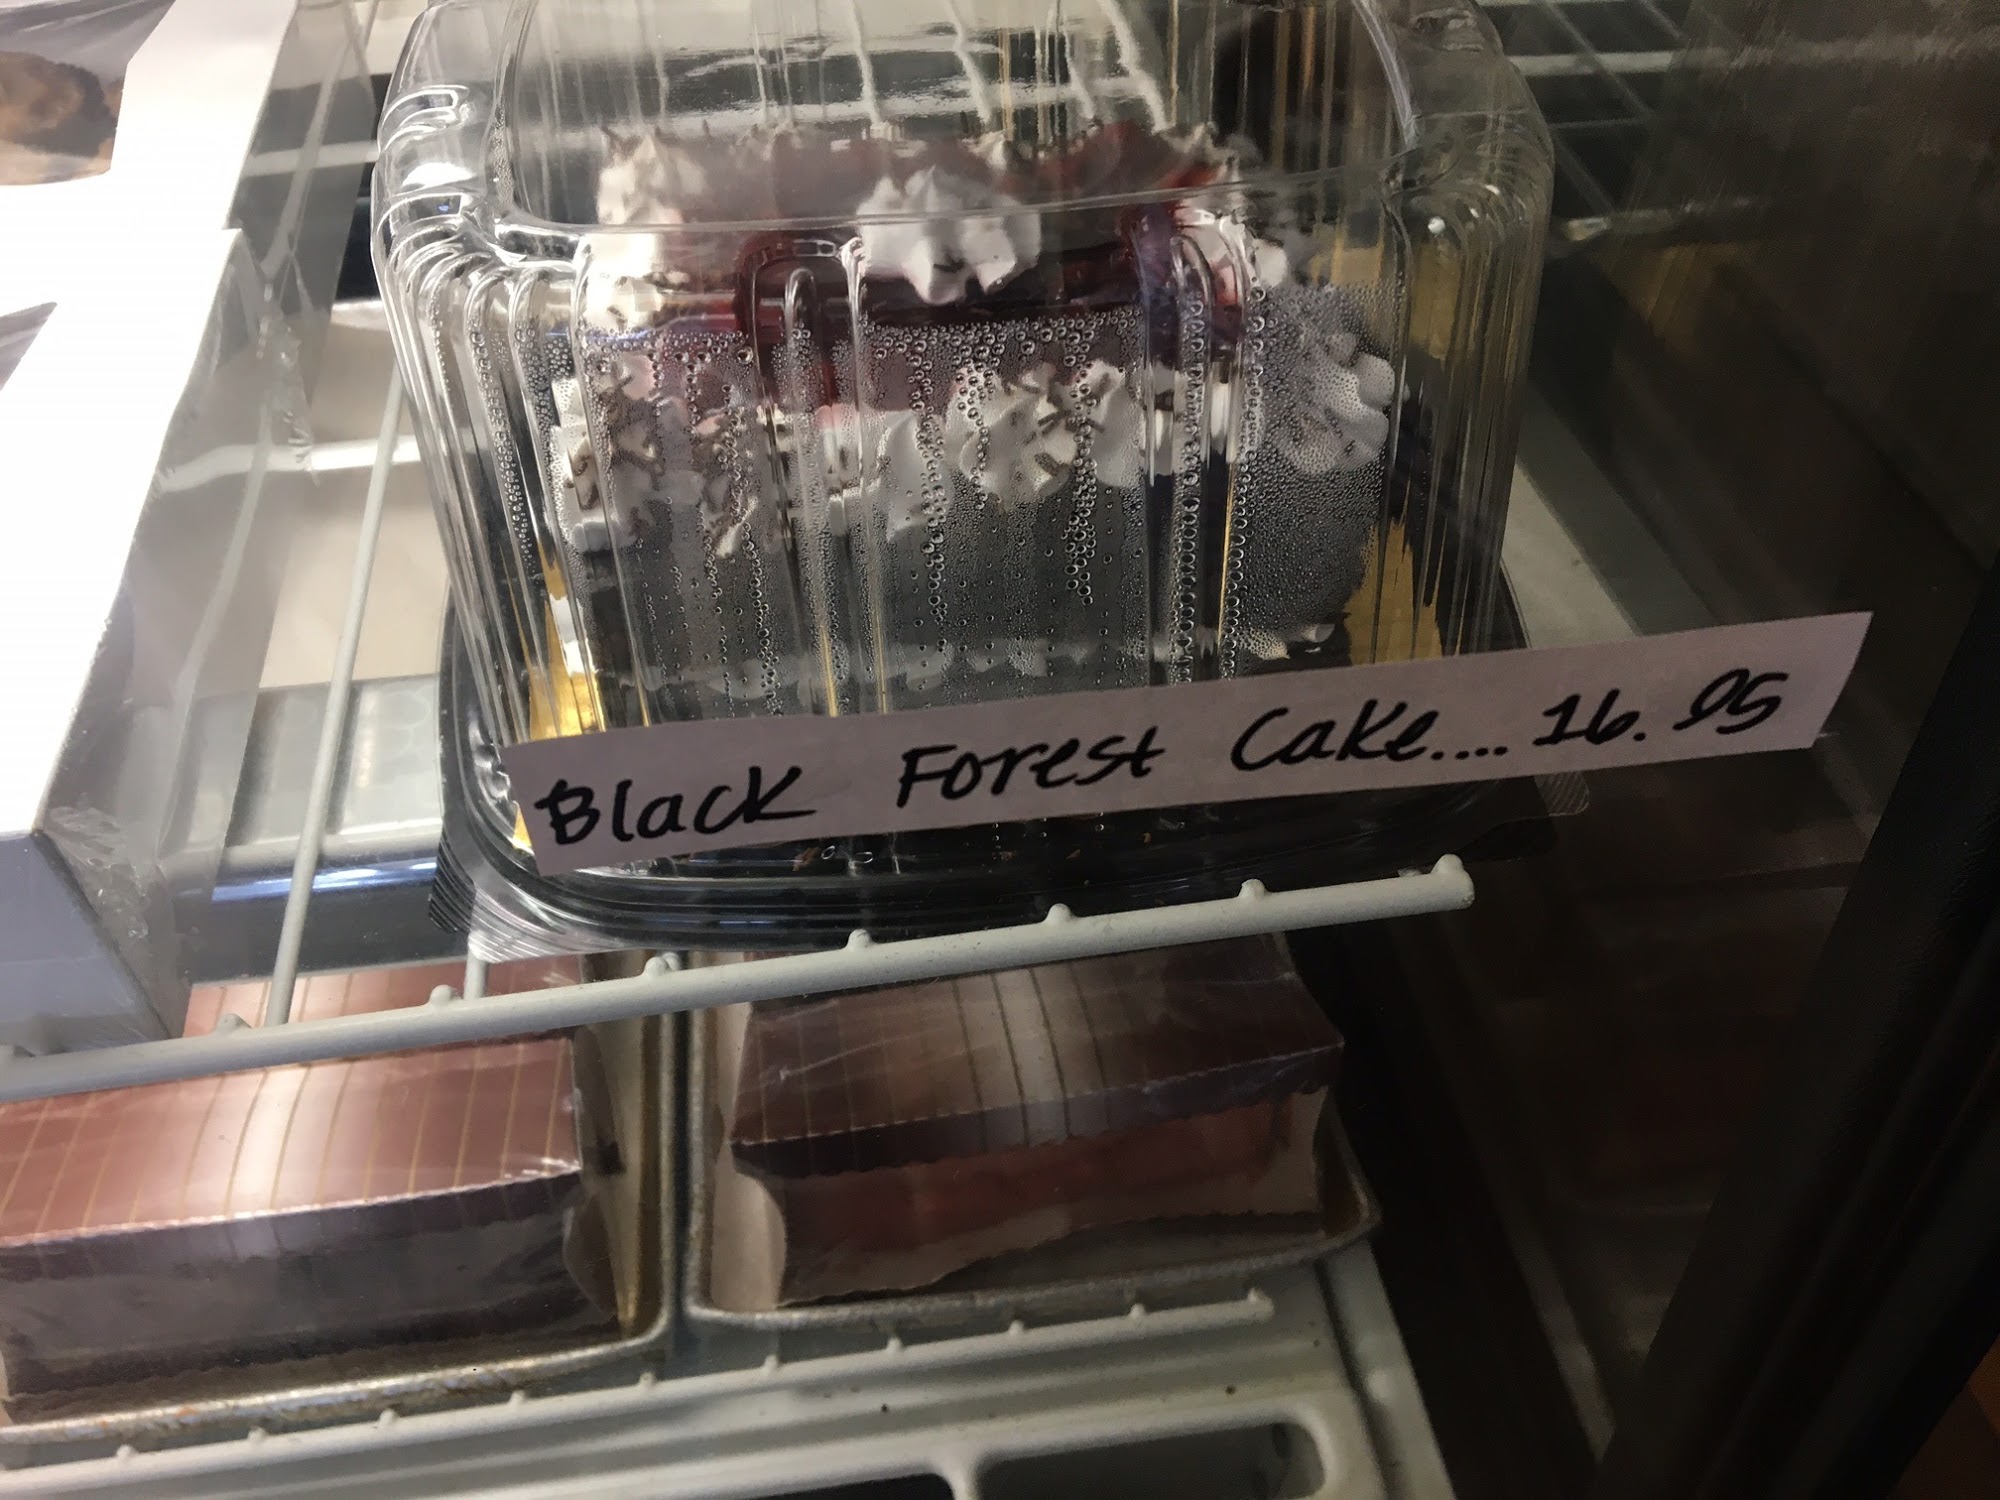 Black Forest Cake.... 16.95